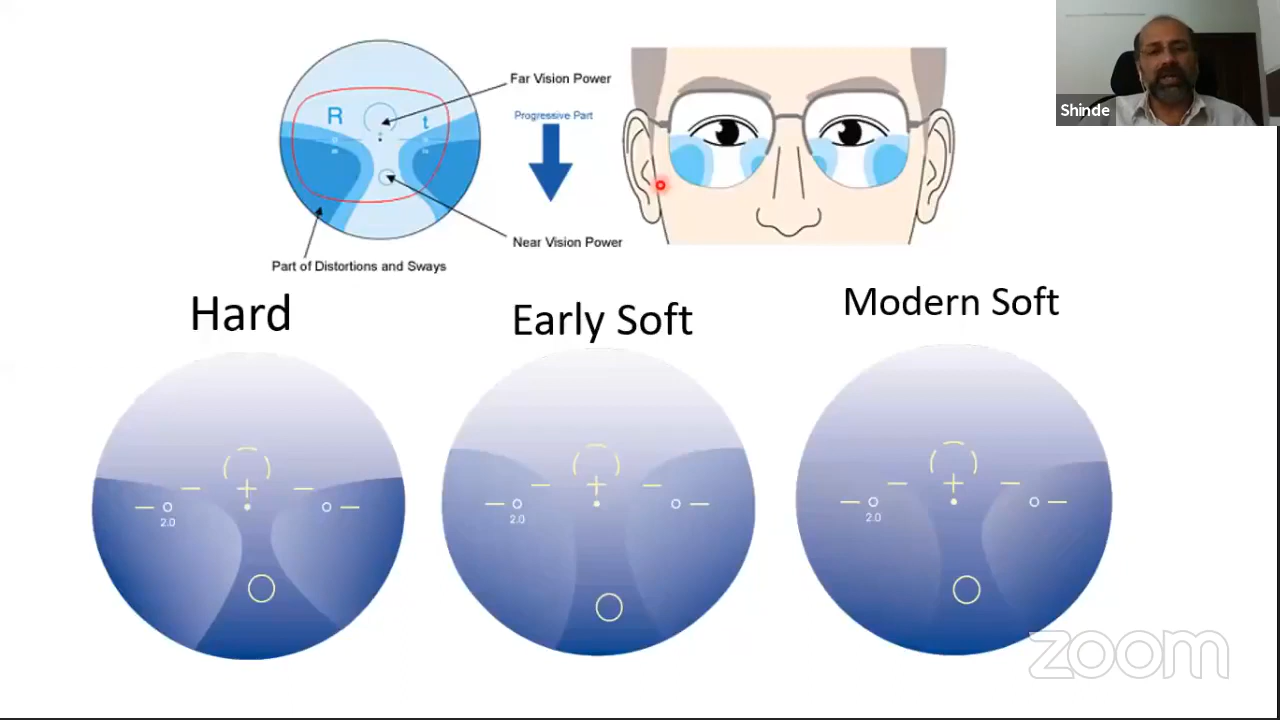 Shinde
Far Vision Power
R
t
Progressive Part
Near Vision Power
Part of Distortions and Sways
Hard
Early Soft
Modern Soft
2.0
2.0
2.0
zoom